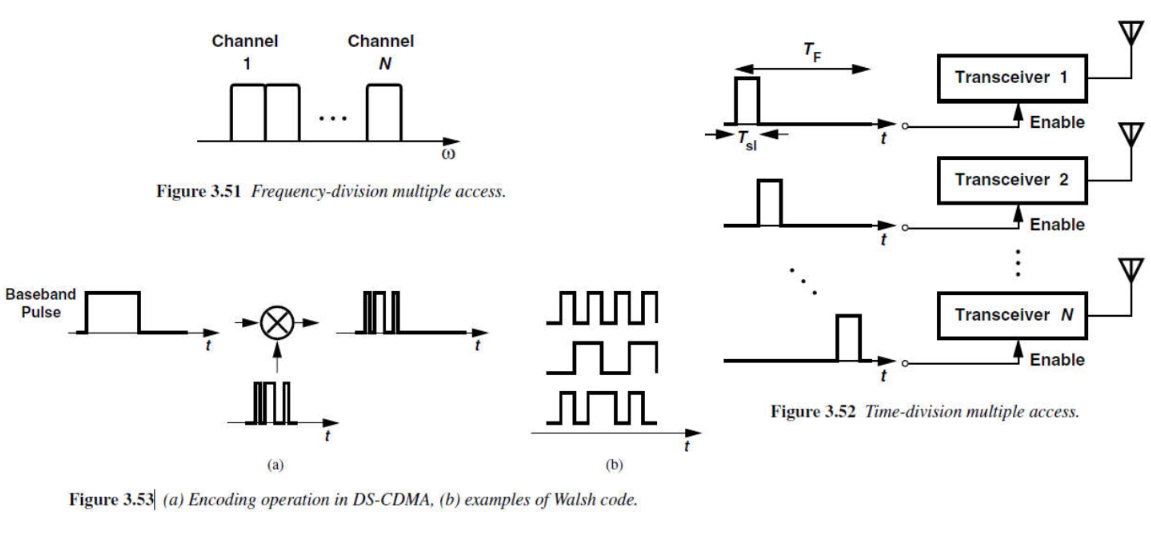 Channel
1
Channel
N
ω
Figure 3.51 Frequency-division multiple access.
T_F
T_sl
t
Transceiver 1
Enable
t
Transceiver 2
Enable
t
Transceiver N
Enable
Figure 3.52 Time-division multiple access.
Baseband
Pulse
t
t
t
(a)
t
(b)
Figure 3.53 (a) Encoding operation in DS-CDMA, (b) examples of Walsh code.